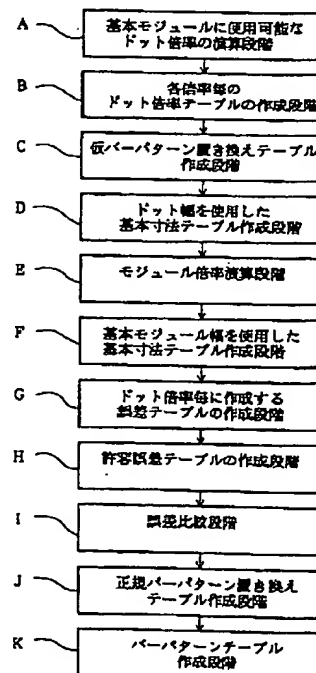 A
基本モジュールに使用可能な
ドット倍率の演算段階
B
各倍率毎の
ドット倍率テーブルの作成段階
C
仮バーパターン置き換えテーブル
作成段階
D
ドット幅を使用した
基本寸法テーブル作成段階
E
モジュール倍率演算段階
F
基本モジュール幅を使用した
基本寸法テーブル作成段階
G
ドット倍率毎に作成する
誤差テーブルの作成段階
H
許容誤差テーブルの作成段階
I
誤差比較段階
J
正規バーパターン置き換え
テーブル作成段階
K
バーパターンテーブル
作成段階